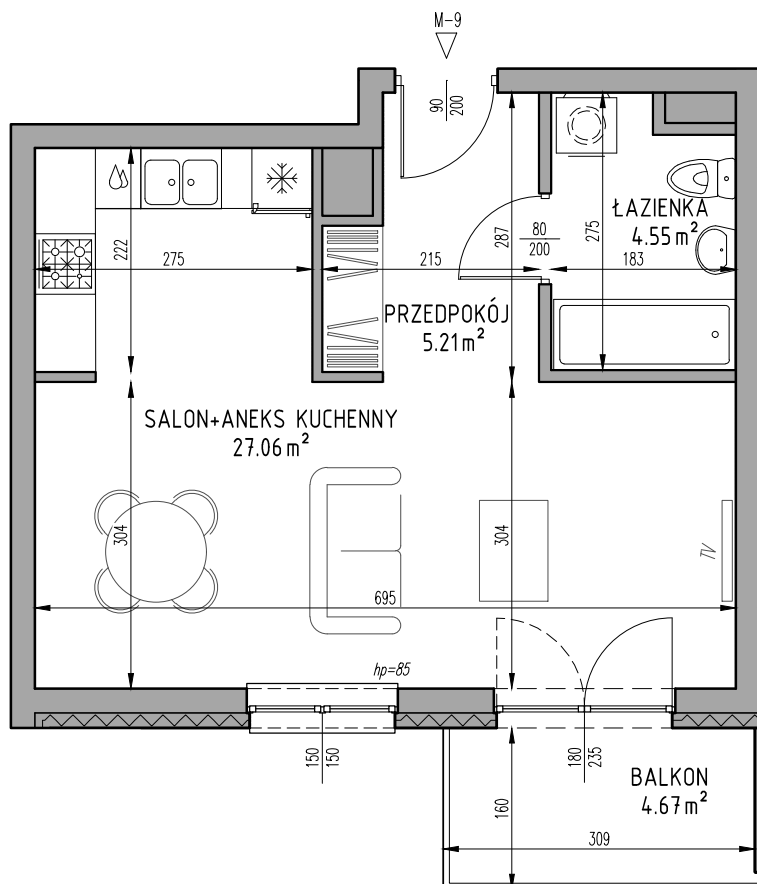 M-9
90
200
ŁAZIENKA
4.55 m²
80
200
222
275
215
287
275
183
PRZEDPOKÓJ
5.21 m²
SALON+ANEKS KUCHENNY
27.06 m²
304
304
TV
695
hp=85
150
150
180
235
BALKON
4.67 m²
160
309